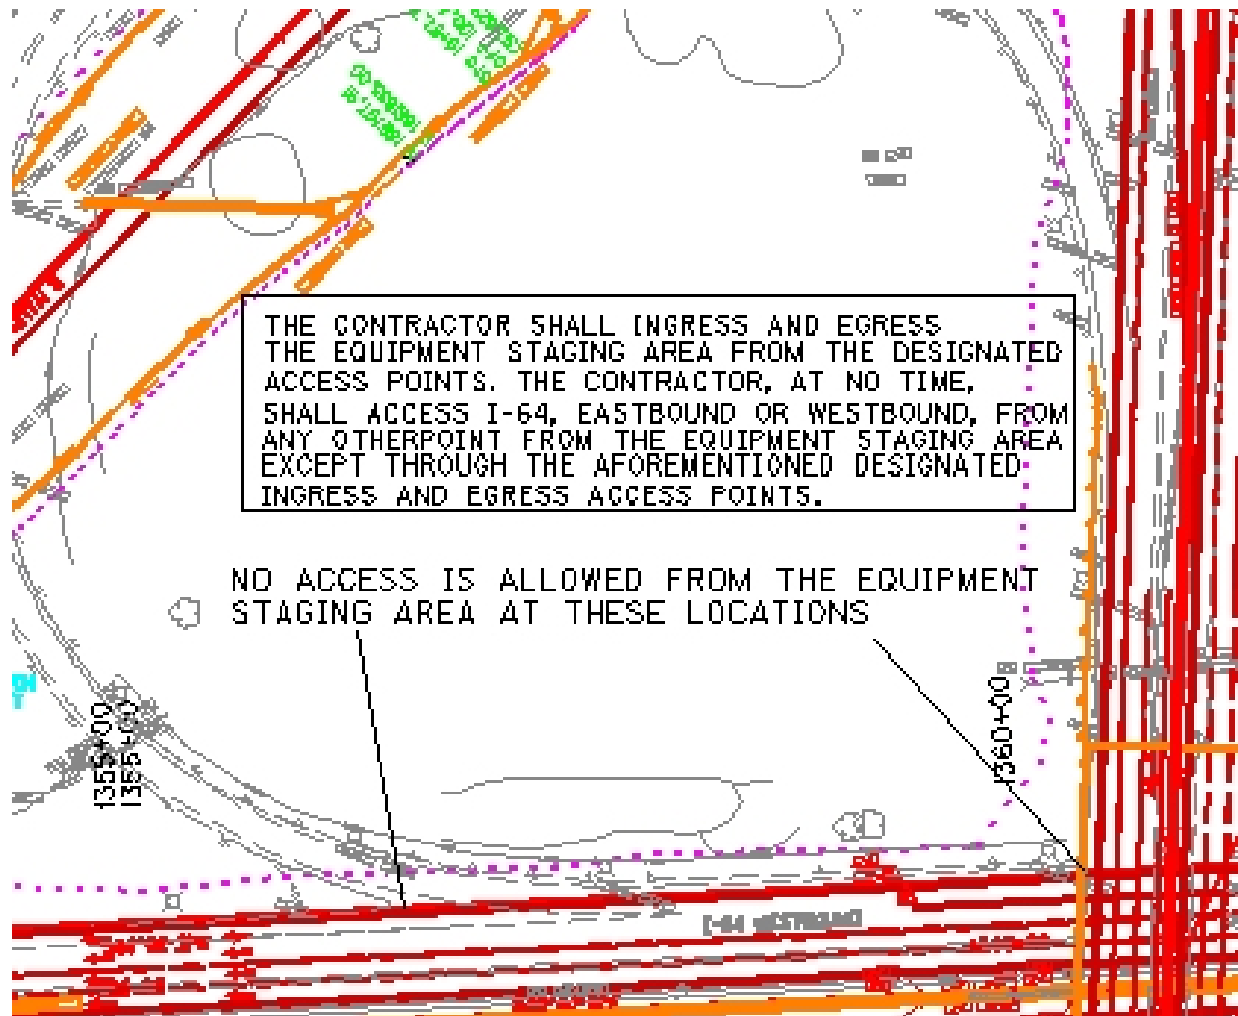 THE CONTRACTOR SHALL INGRESS AND EGRESS
THE EQUIPMENT STAGING AREA FROM THE DESIGNATED
ACCESS POINTS. THE CONTRACTOR, AT NO TIME,
SHALL ACCESS I-64, EASTBOUND OR WESTBOUND, FROM
ANY OTHERPOINT FROM THE EQUIPMENT STAGING AREA
EXCEPT THROUGH THE AFOREMENTIONED DESIGNATED
INGRESS AND EGRESS ACCESS POINTS.
NO ACCESS IS ALLOWED FROM THE EQUIPMENT
STAGING AREA AT THESE LOCATIONS
1355+00
1355+00
1360+00
I-64 WESTBOUND